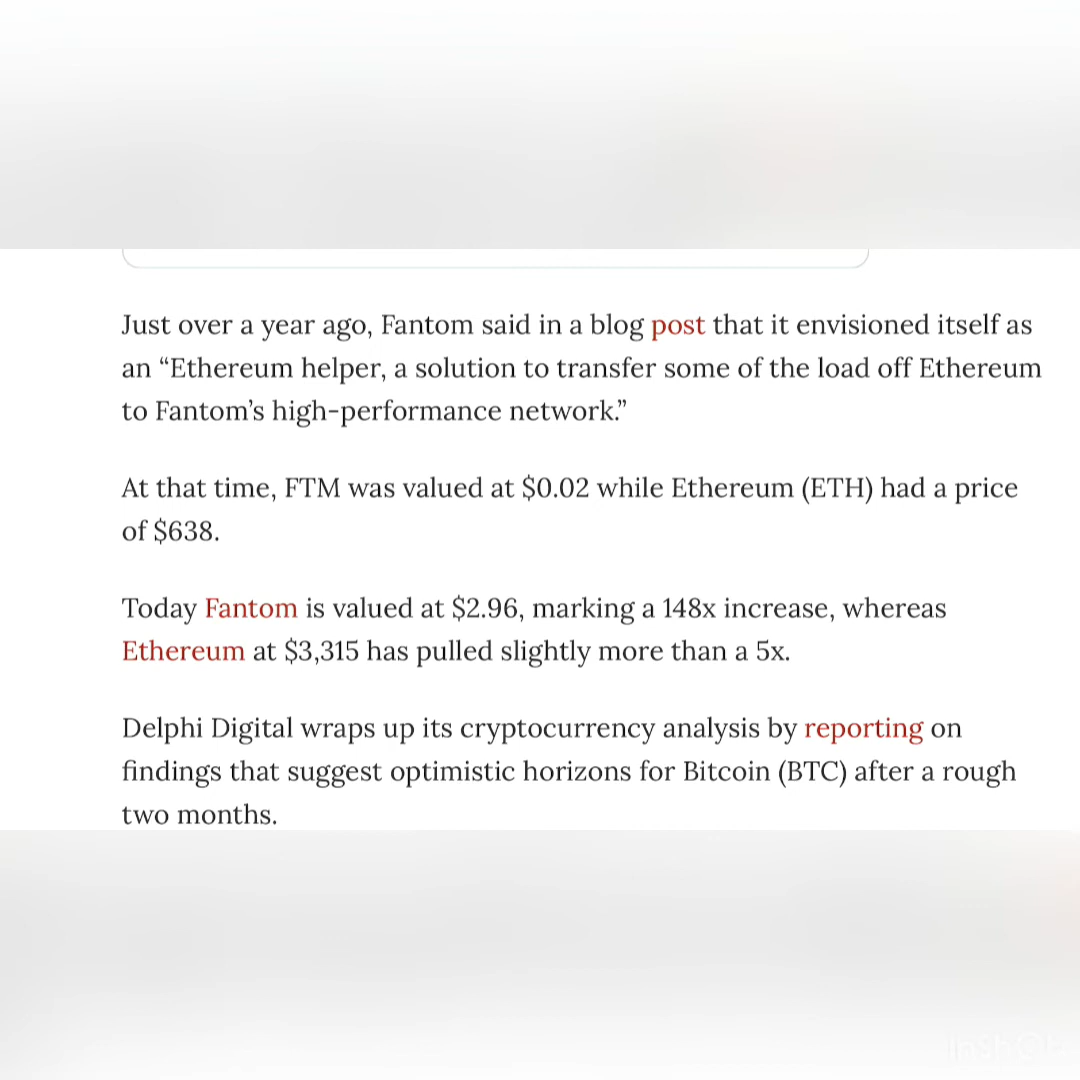 Just over a year ago, Fantom said in a blog post that it envisioned itself as
an “Ethereum helper, a solution to transfer some of the load off Ethereum
to Fantom’s high-performance network.”
At that time, FTM was valued at $0.02 while Ethereum (ETH) had a price
of $638.
Today Fantom is valued at $2.96, marking a 148x increase, whereas
Ethereum at $3,315 has pulled slightly more than a 5x.
Delphi Digital wraps up its cryptocurrency analysis by reporting on
findings that suggest optimistic horizons for Bitcoin (BTC) after a rough
two months.